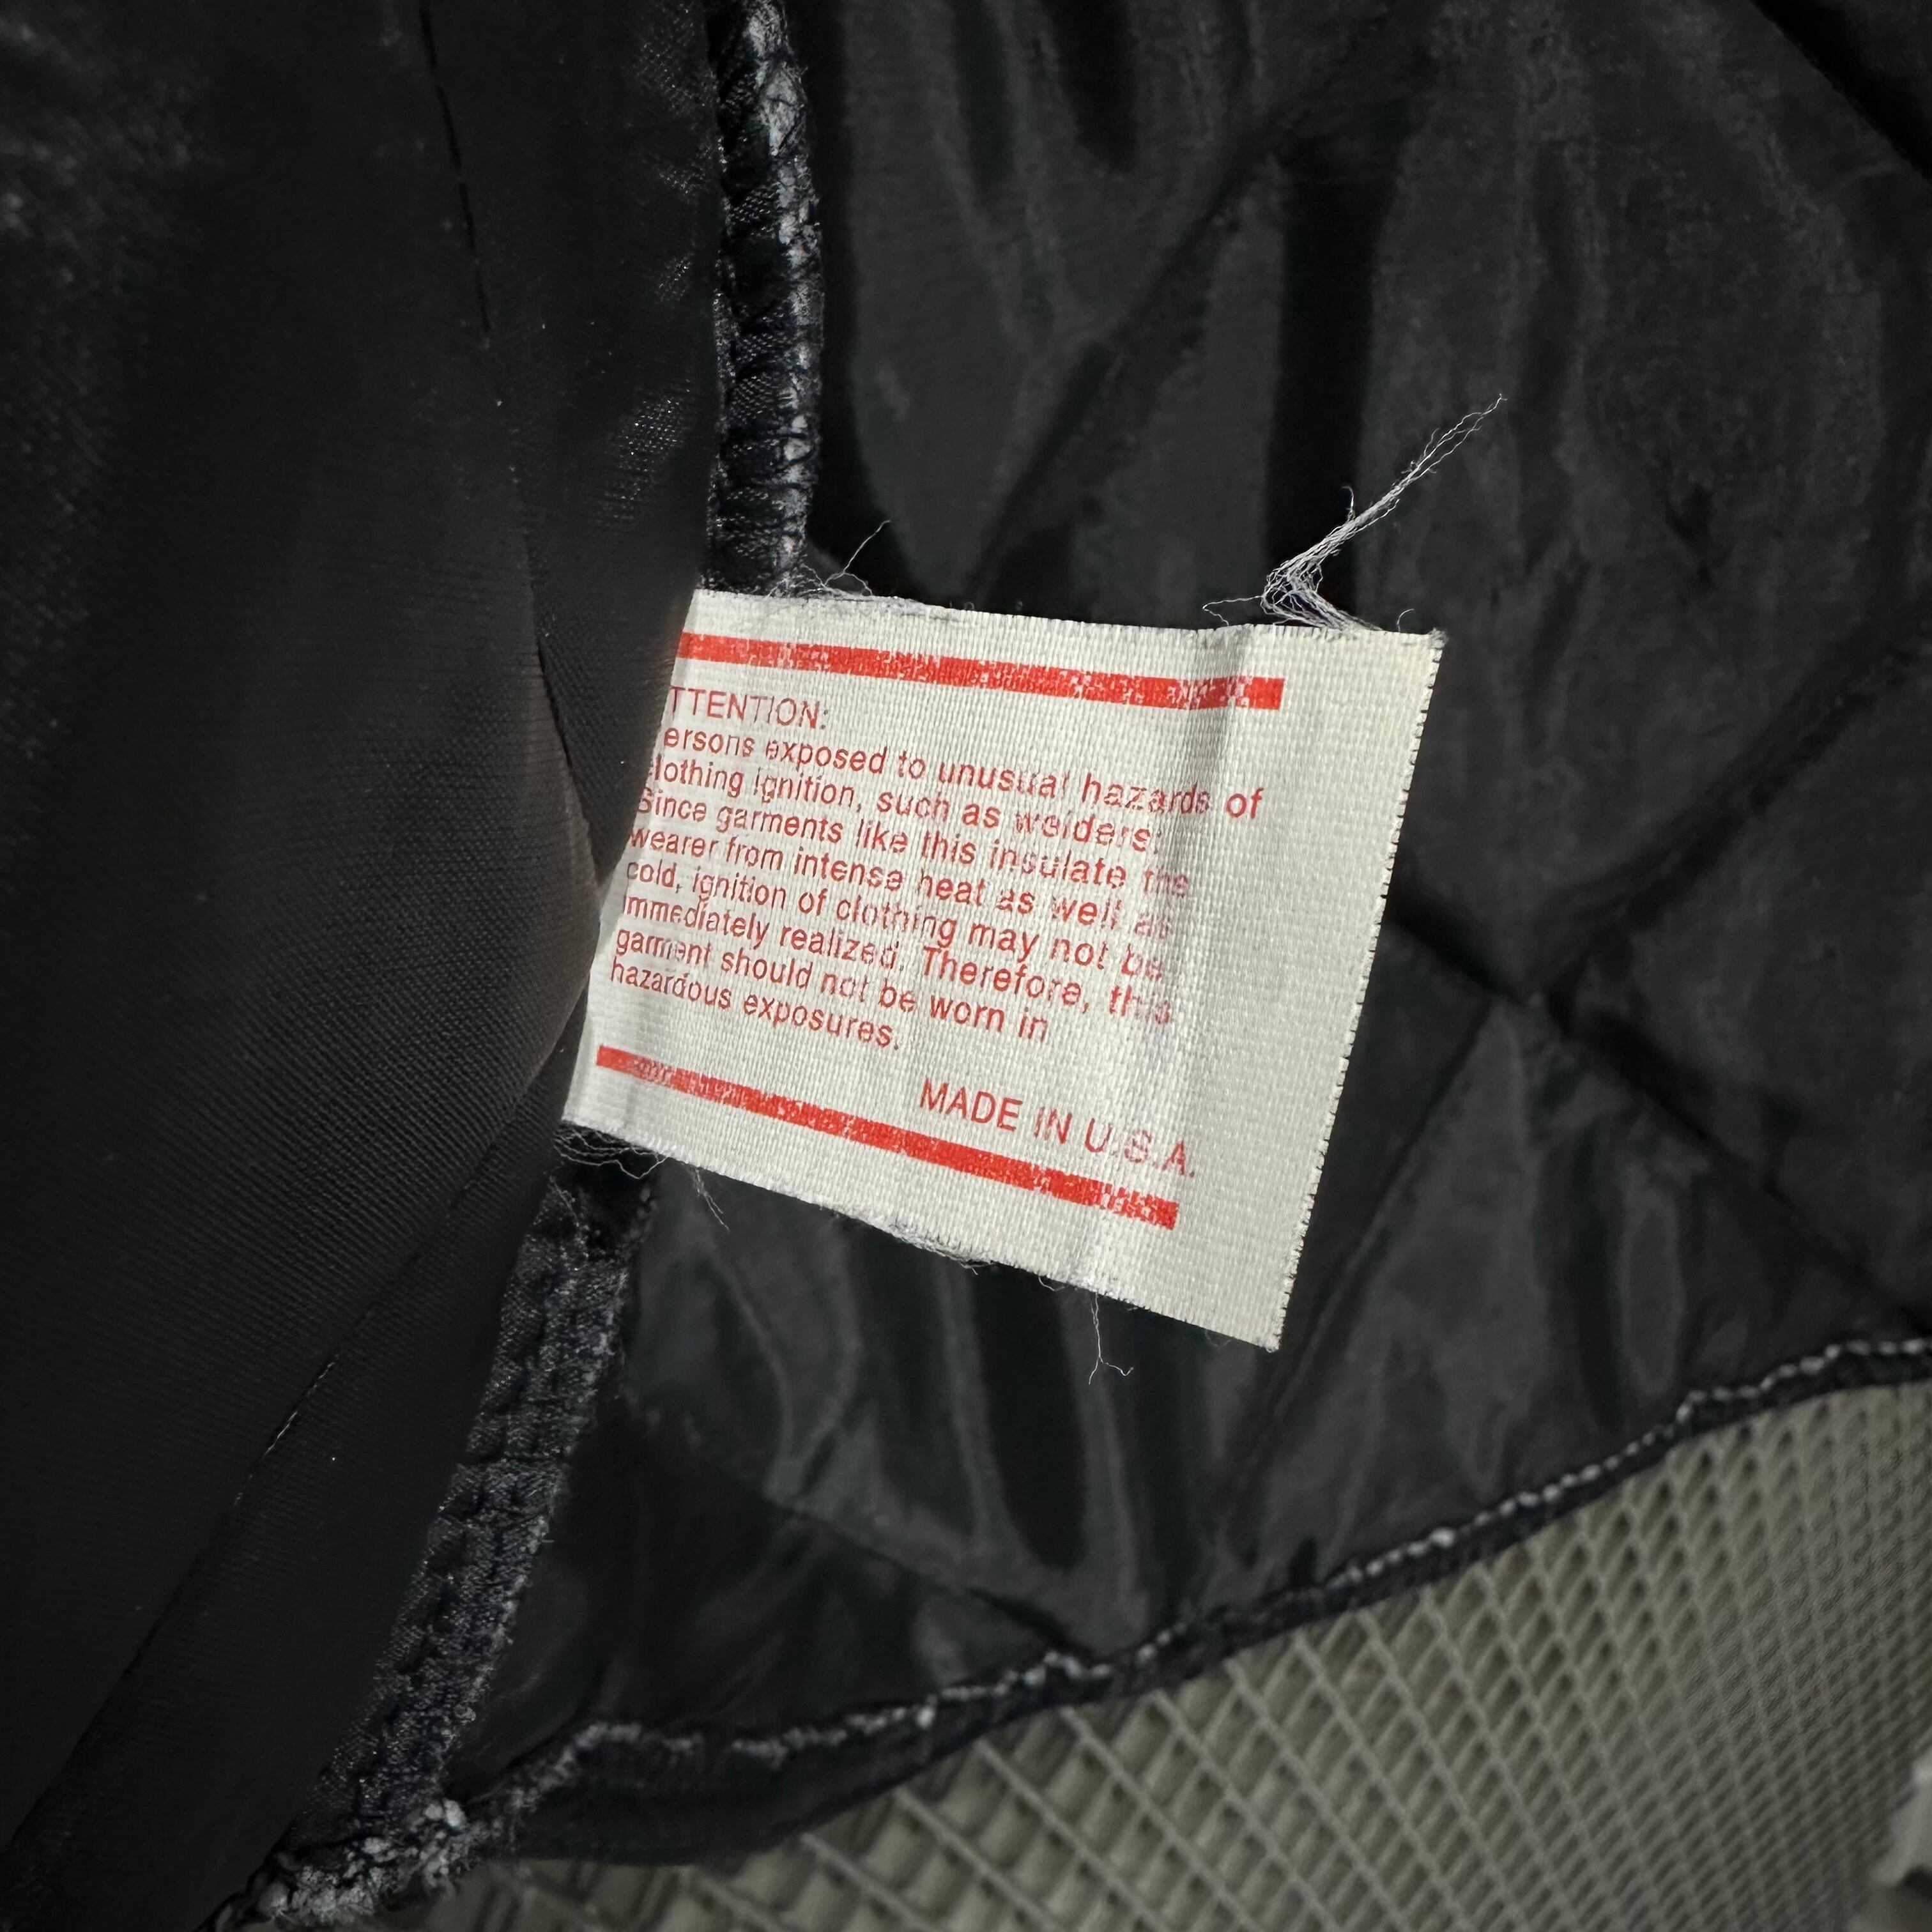 TTENTION:
ersons exposed to unusual hazards of
lothing ignition, such as welders:
Since garments like this insulate the
wearer from intense heat as well as
cold, ignition of clothing may not be
immediately realized. Therefore, this
garment should not be worn in
hazardous exposures.
MADE IN U.S.A.